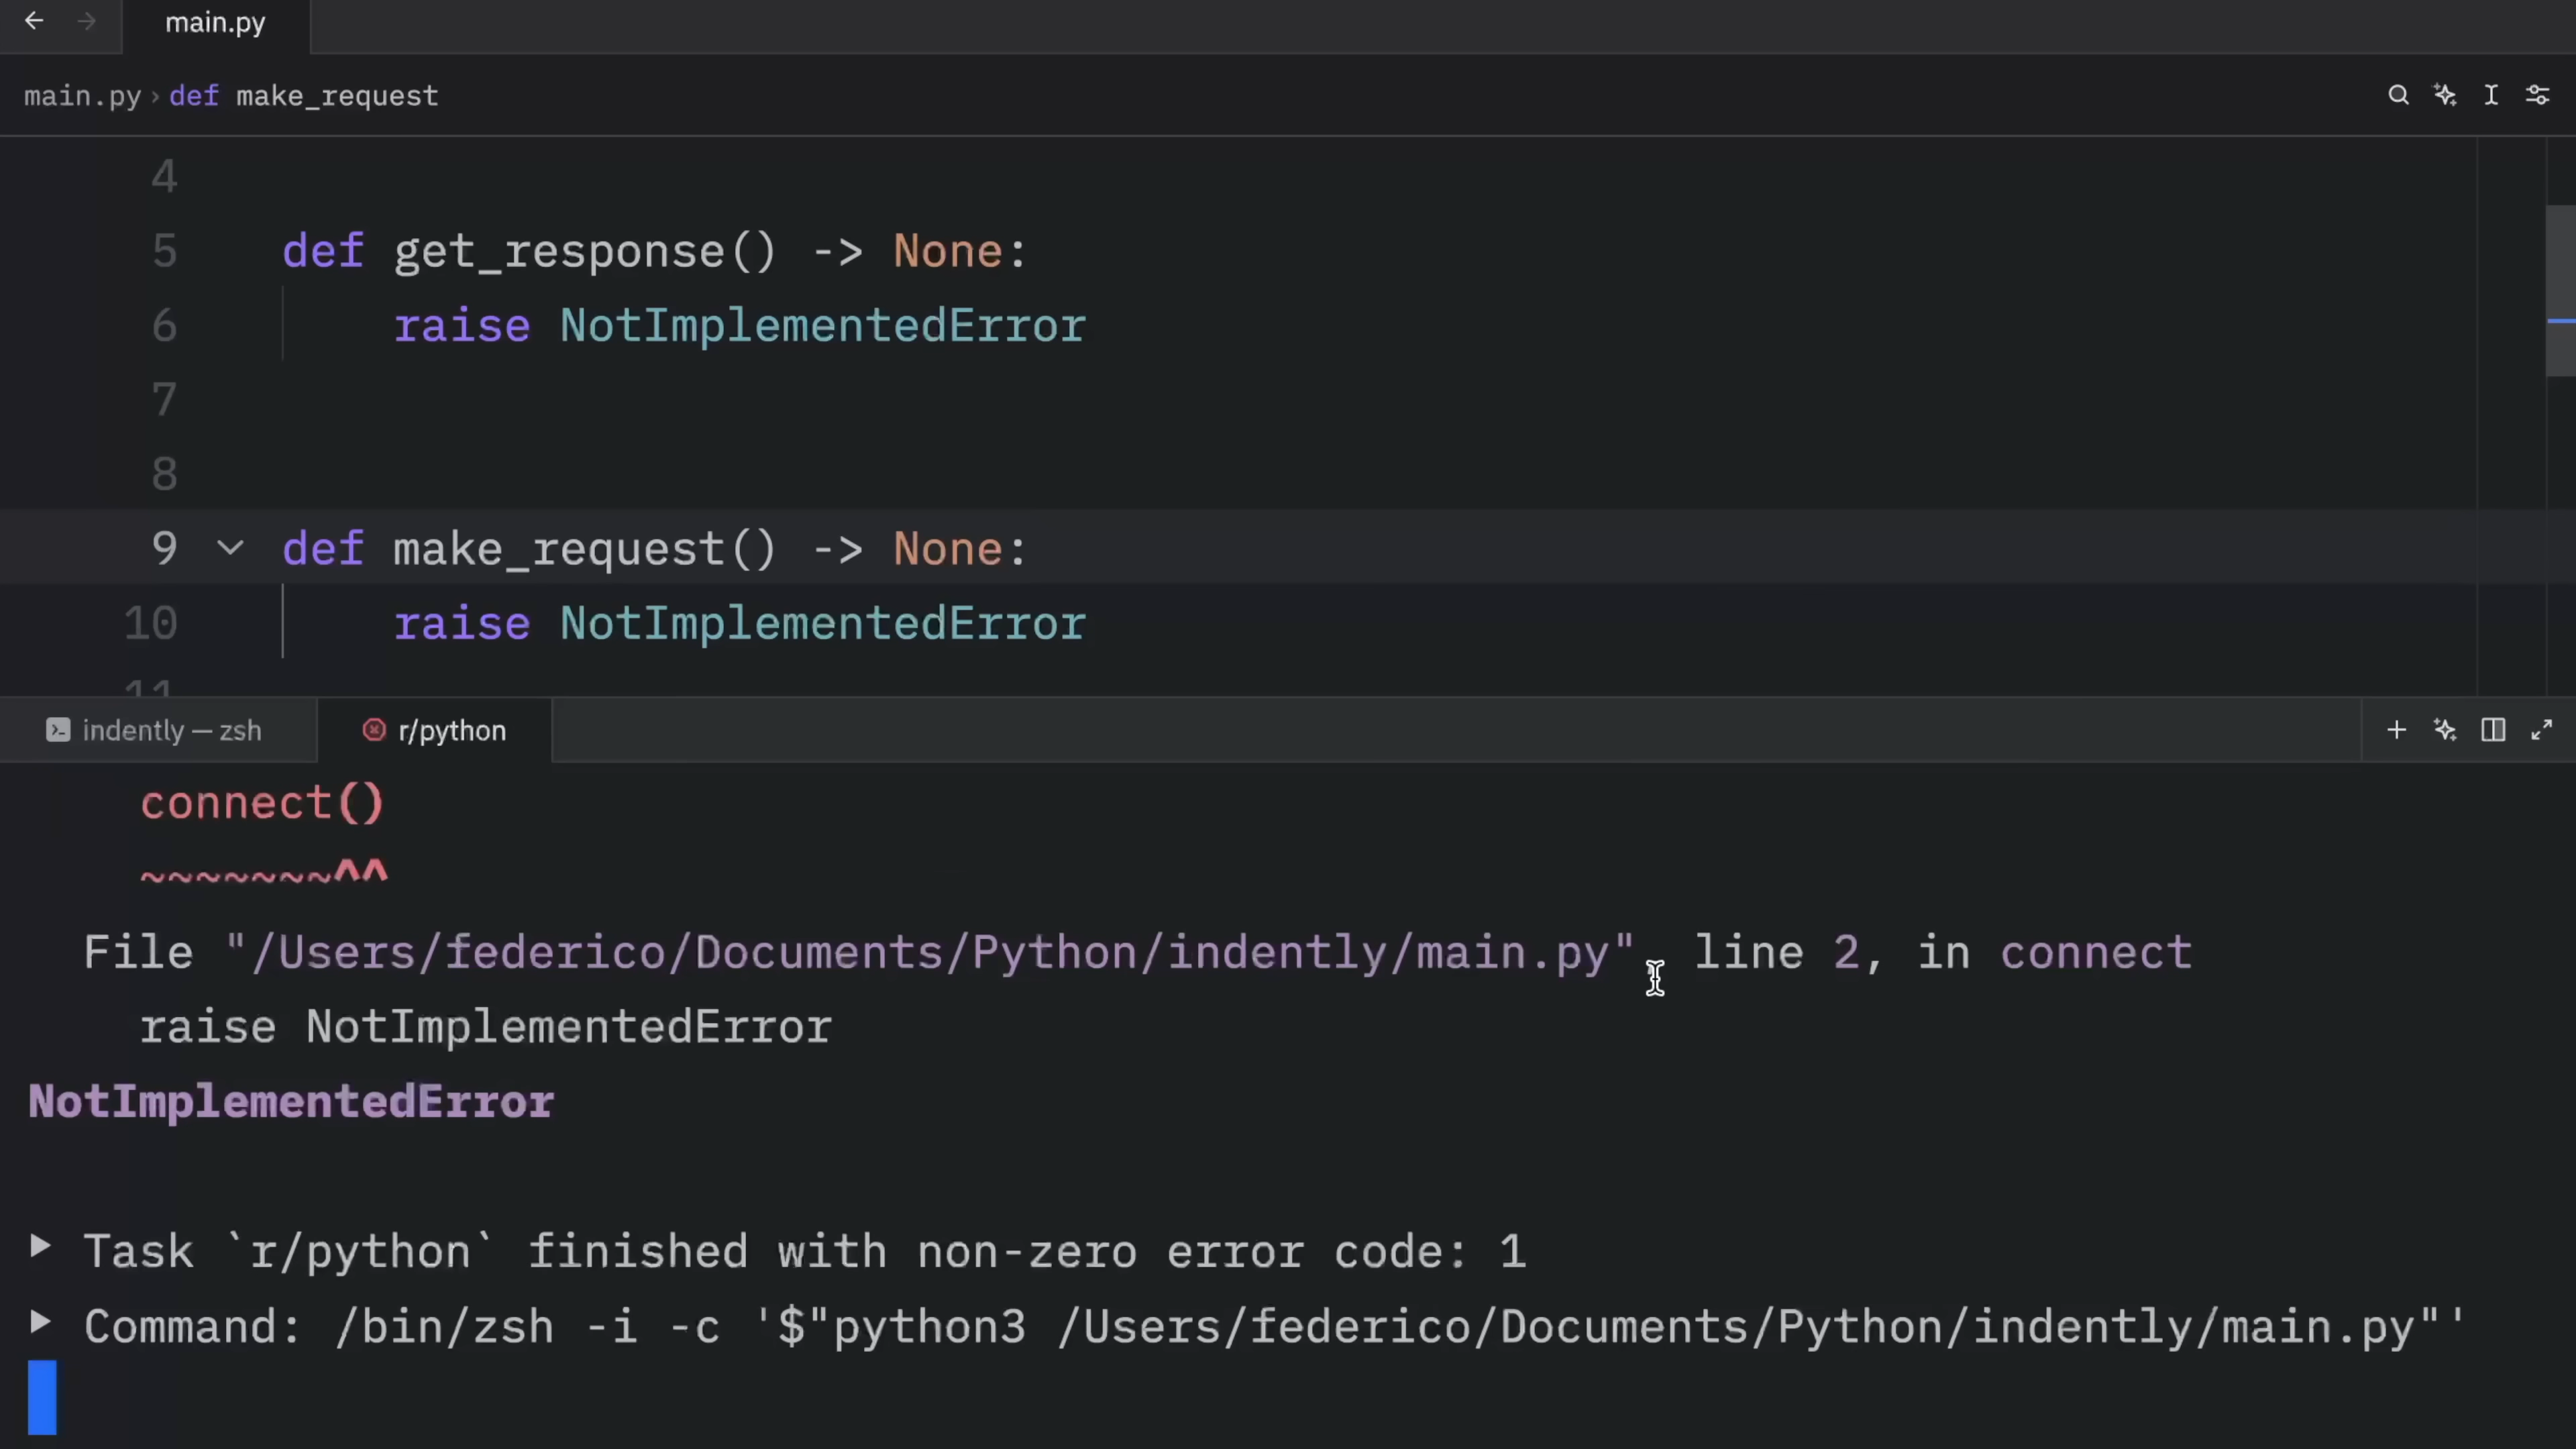 main.py
main.py › def make_request
4
5 def get_response() -> None:
6 raise NotImplementedError
7
8
9 def make_request() -> None:
10 raise NotImplementedError
11
indently — zsh r/python
connect()
~~~~~~~^^
File "/Users/federico/Documents/Python/indently/main.py", line 2, in connect
raise NotImplementedError
NotImplementedError
Task `r/python` finished with non-zero error code: 1
Command: /bin/zsh -i -c '$"python3 /Users/federico/Documents/Python/indently/main.py"'